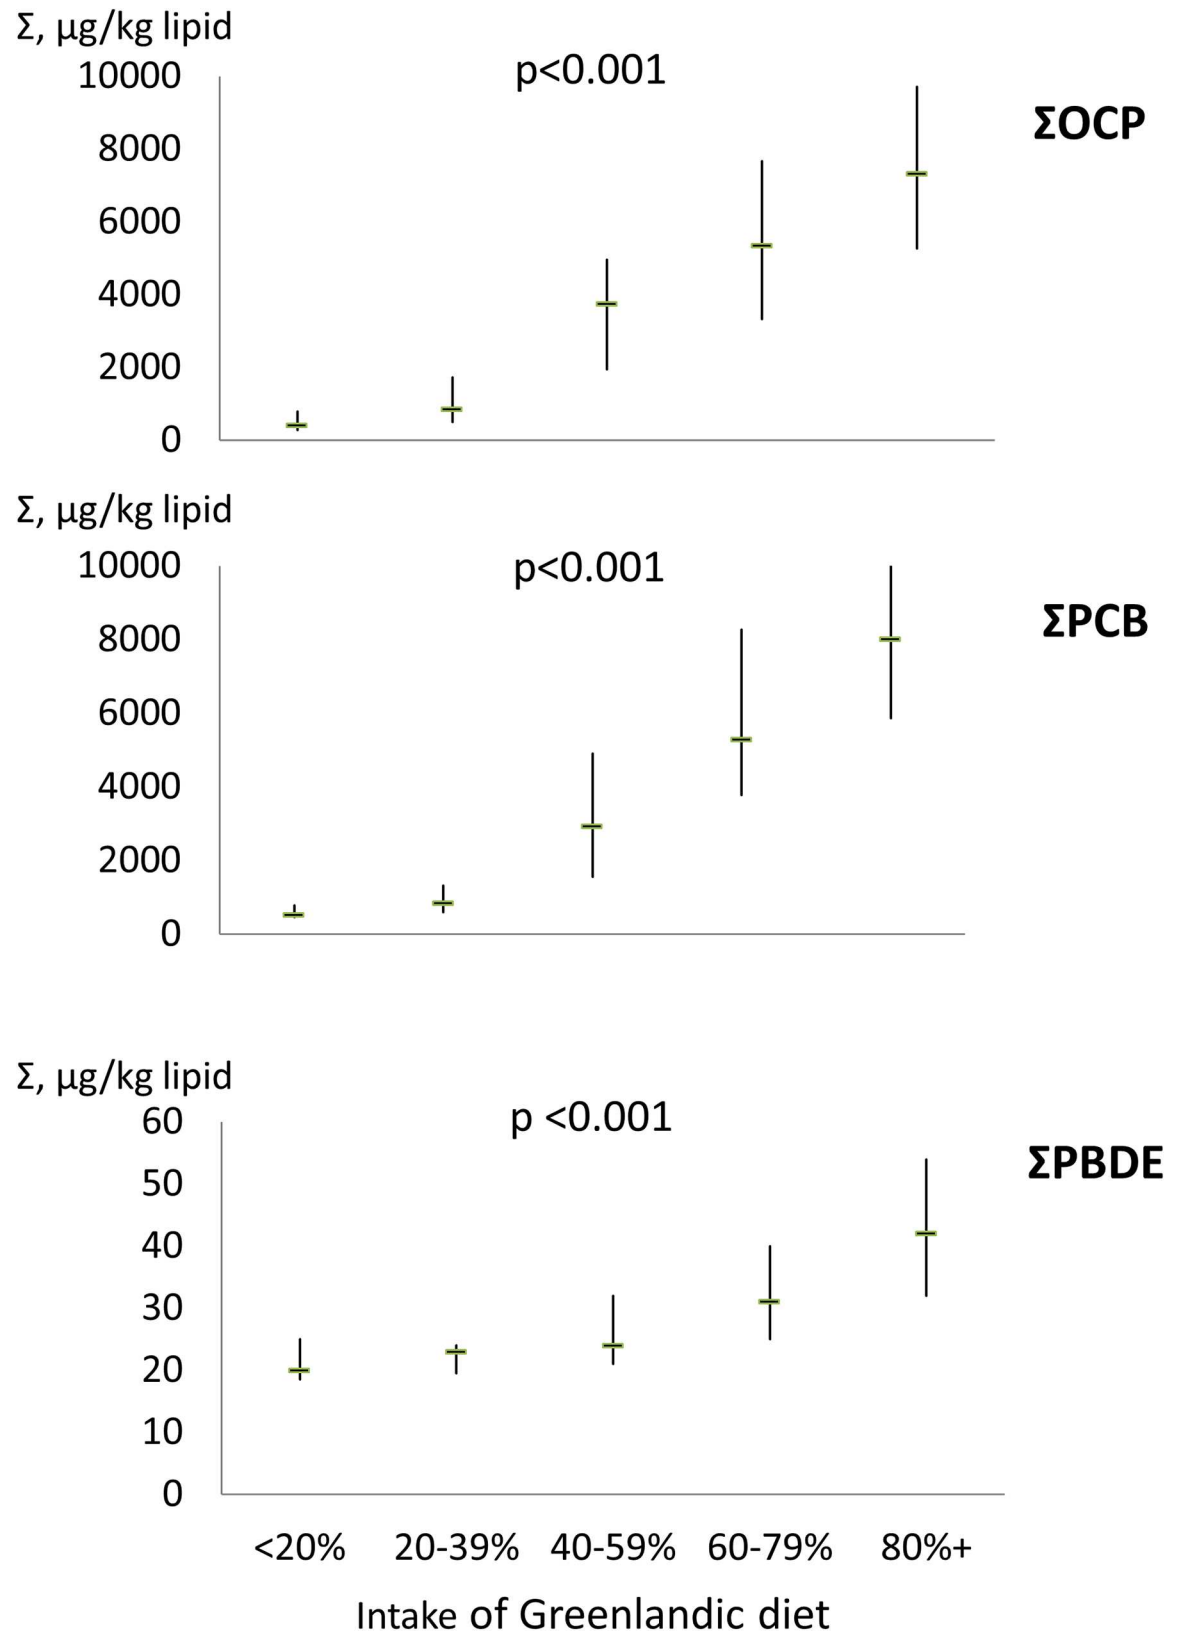 Σ, µg/kg lipid
p<0.001
ΣOCP
10000
8000
6000
4000
2000
0
Σ, µg/kg lipid
p<0.001
ΣPCB
10000
8000
6000
4000
2000
0
Σ, µg/kg lipid
p <0.001
ΣPBDE
60
50
40
30
20
10
0
<20% 20-39% 40-59% 60-79% 80%+
Intake of Greenlandic diet